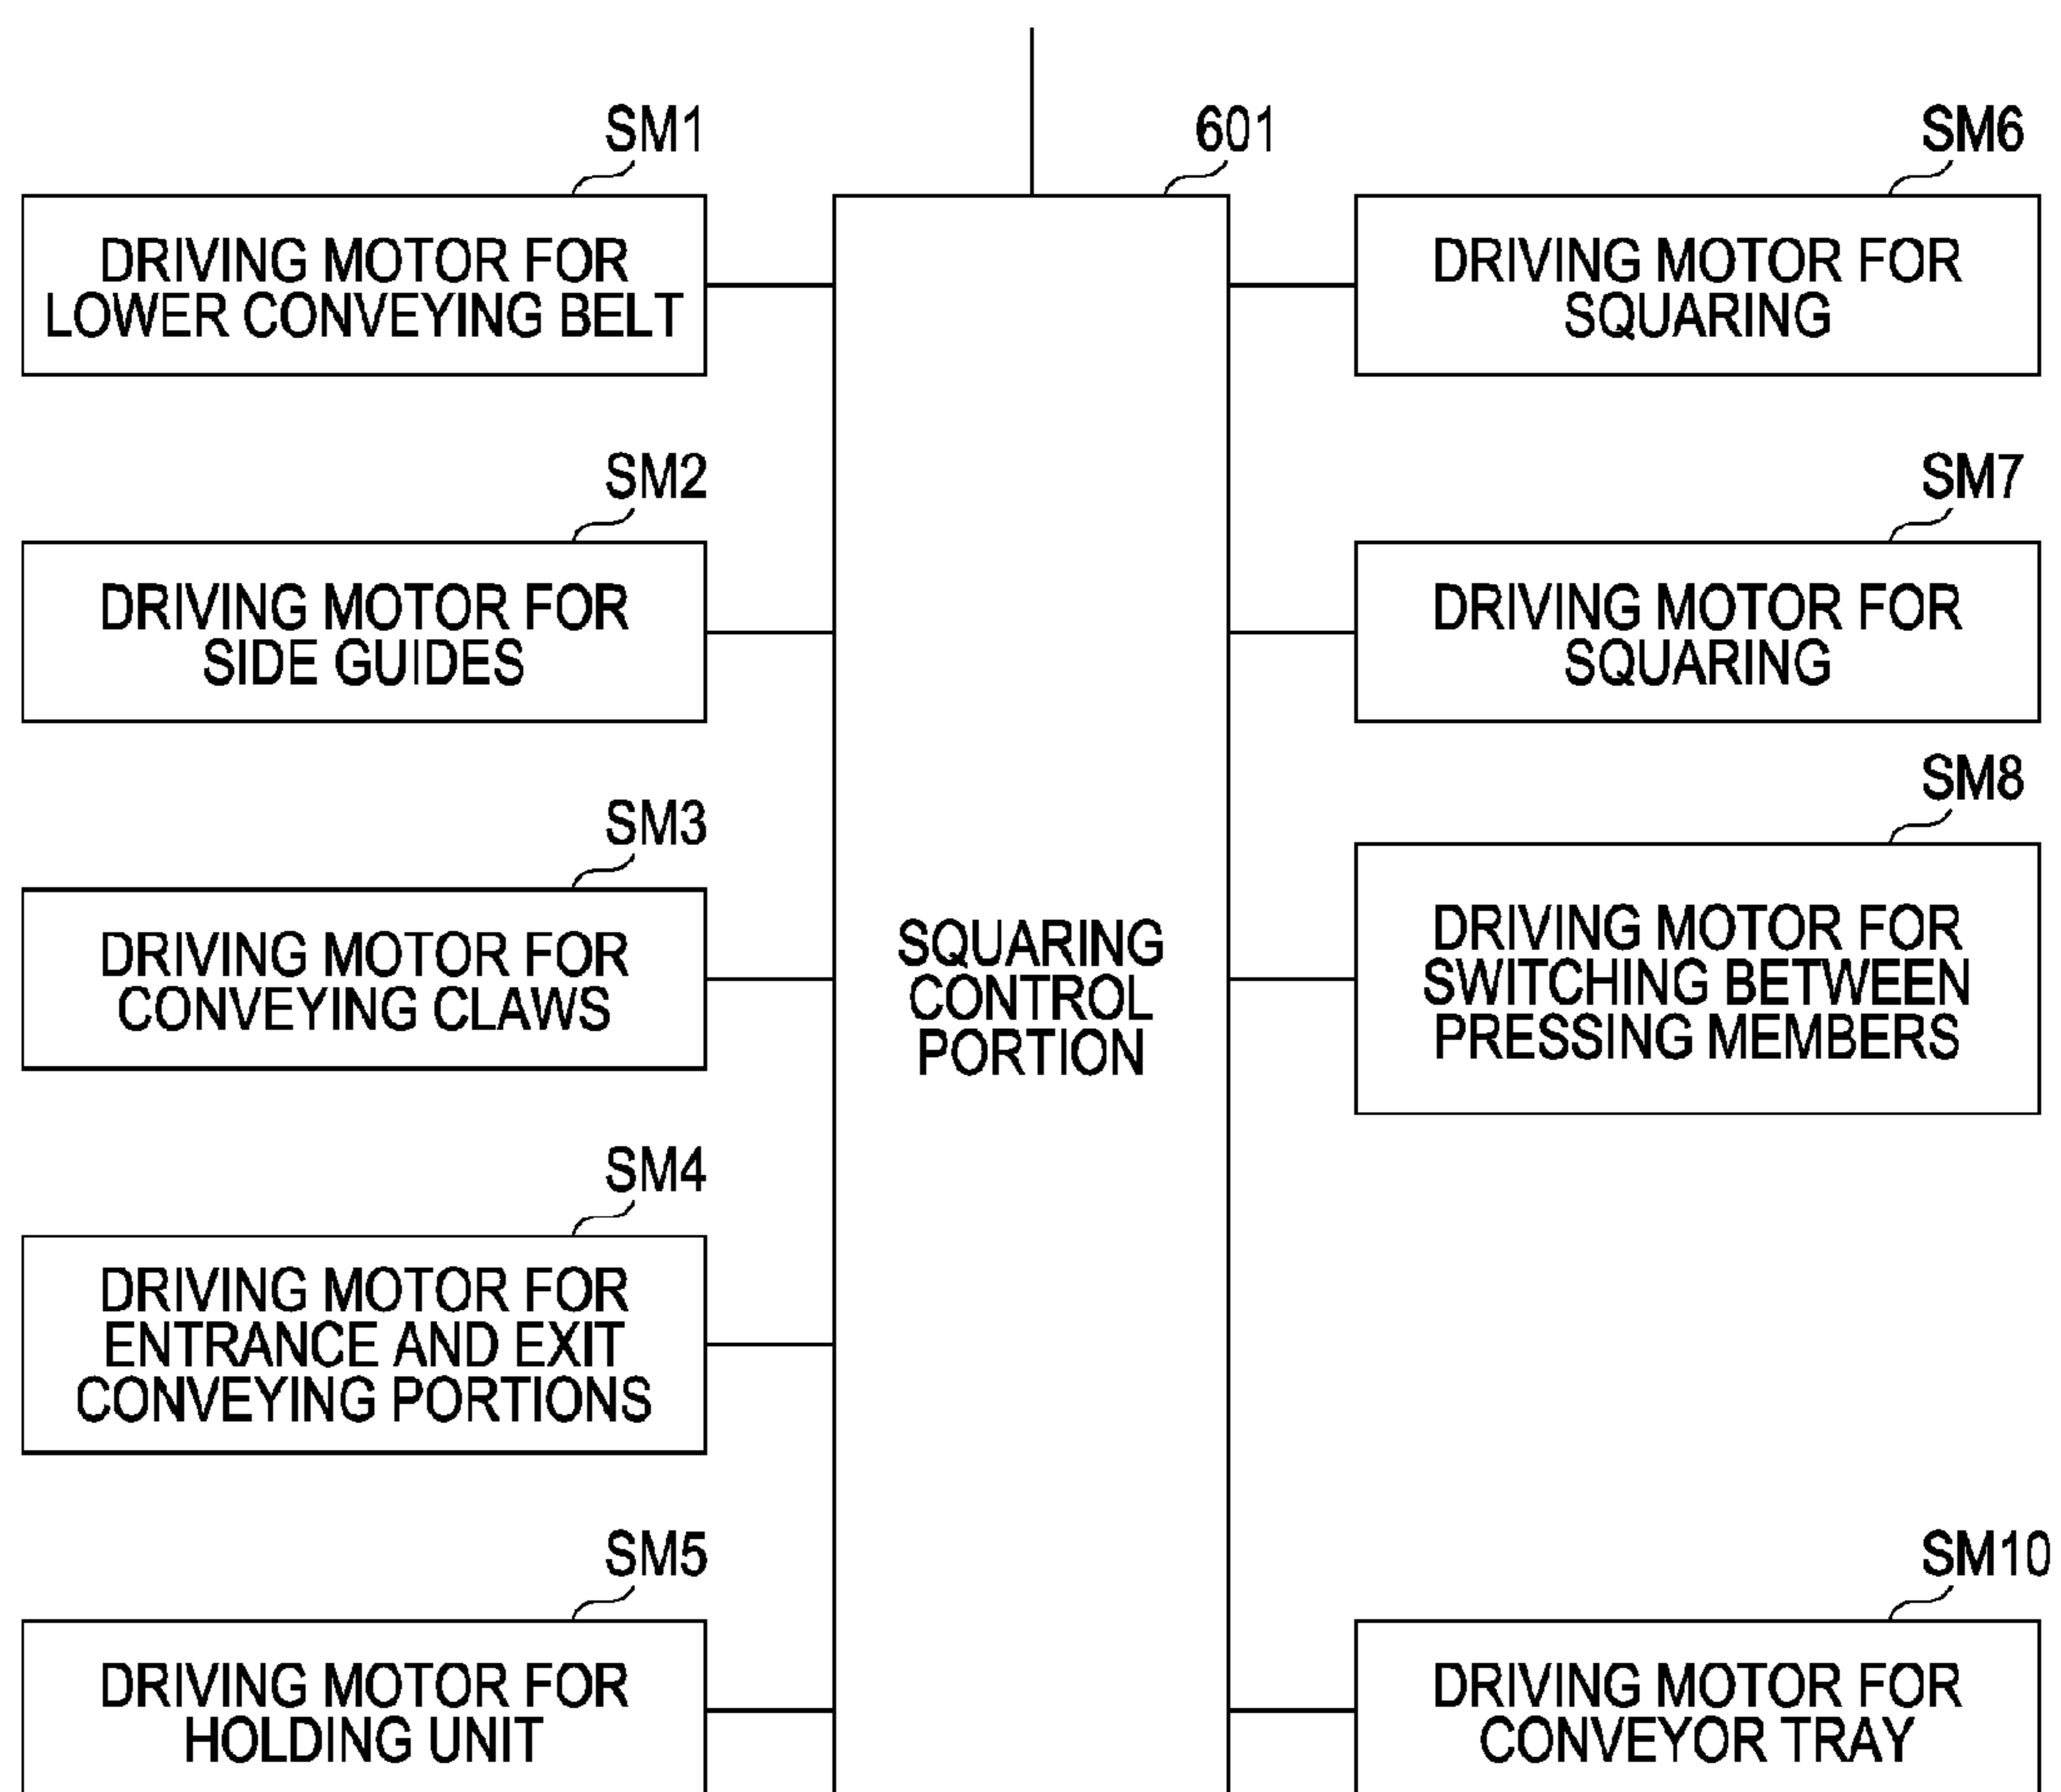 SM1
DRIVING MOTOR FOR
LOWER CONVEYING BELT
SM2
DRIVING MOTOR FOR
SIDE GUIDES
SM3
DRIVING MOTOR FOR
CONVEYING CLAWS
SM4
DRIVING MOTOR FOR
ENTRANCE AND EXIT
CONVEYING PORTIONS
SM5
DRIVING MOTOR FOR
HOLDING UNIT
601
SQUARING
CONTROL
PORTION
SM6
DRIVING MOTOR FOR
SQUARING
SM7
DRIVING MOTOR FOR
SQUARING
SM8
DRIVING MOTOR FOR
SWITCHING BETWEEN
PRESSING MEMBERS
SM10
DRIVING MOTOR FOR
CONVEYOR TRAY